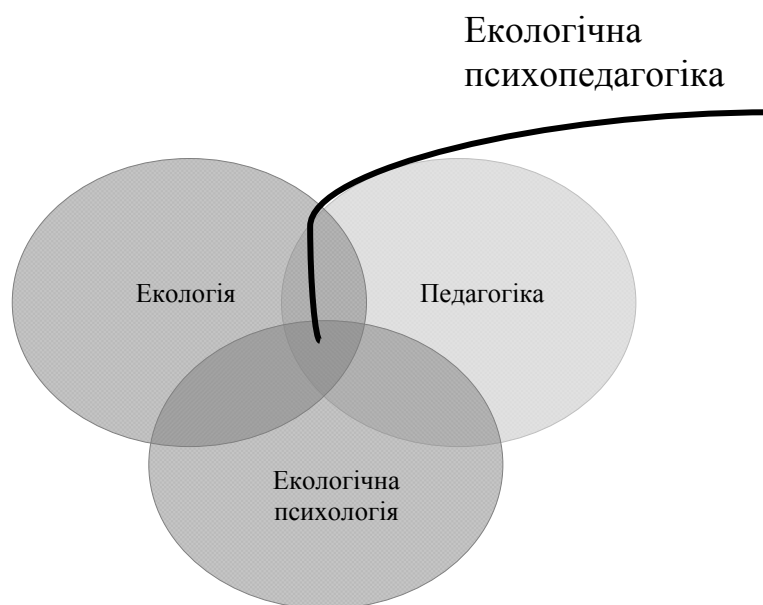 Екологічна
психопедагогіка
Екологія
Педагогіка
Екологічна
психологія